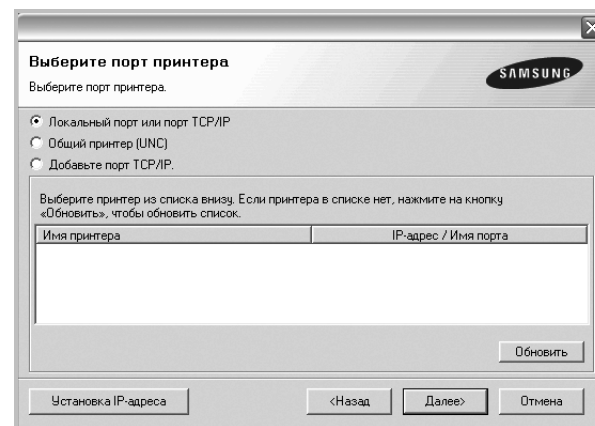 Выберите порт принтера
SAMSUNG
Выберите порт принтера.
Локальный порт или порт TCP/IP
Общий принтер (UNC)
Добавьте порт TCP/IP.
Выберите принтер из списка внизу. Если принтера в списке нет, нажмите на кнопку
«Обновить», чтобы обновить список.
Имя принтера IP-адрес / Имя порта
Обновить
Установка IP-адреса <Назад Далее> Отмена